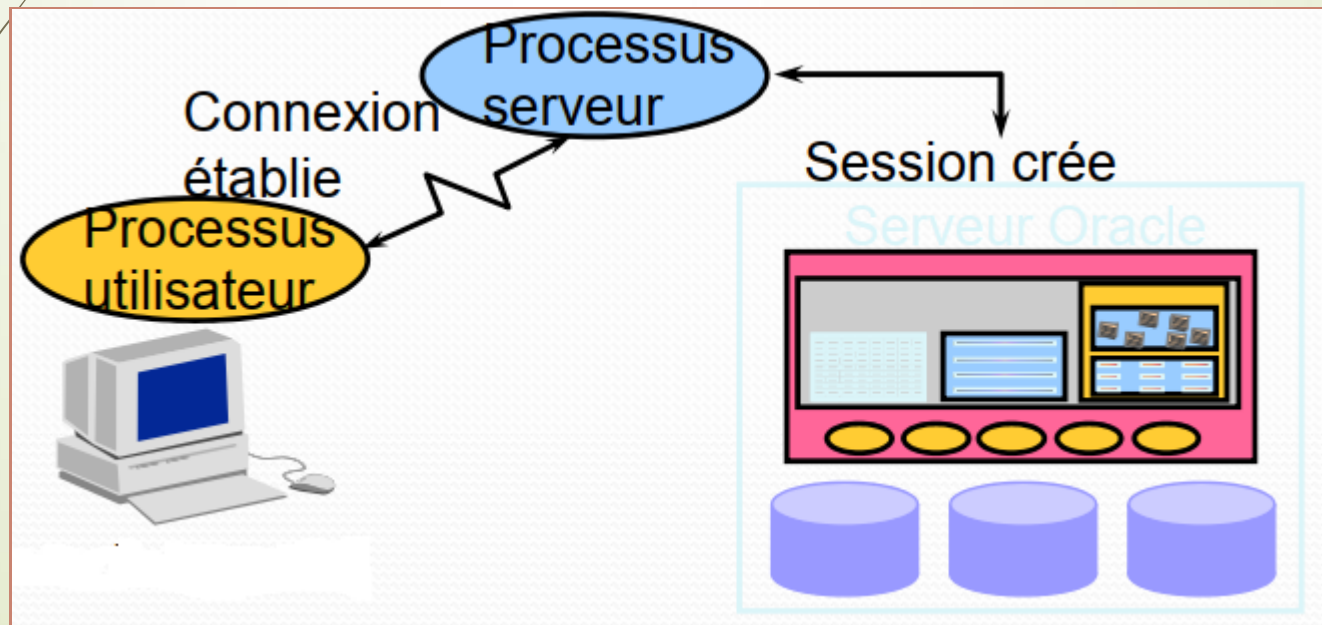 Processus
serveur
Connexion
établie
Processus
utilisateur
Session crée
Serveur Oracle